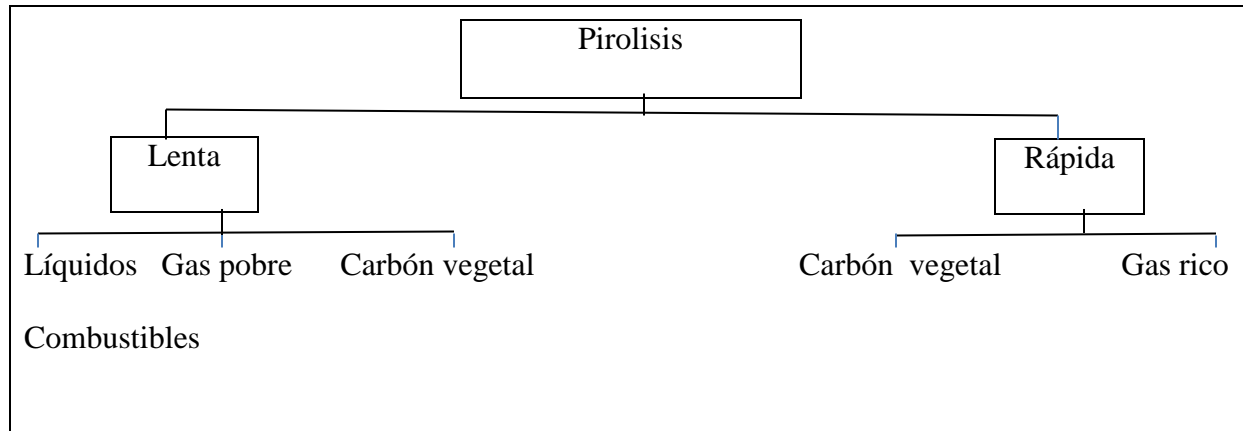 Pirolisis
Lenta
Rápida
Líquidos Gas pobre Carbón vegetal Carbón vegetal Gas rico
Combustibles